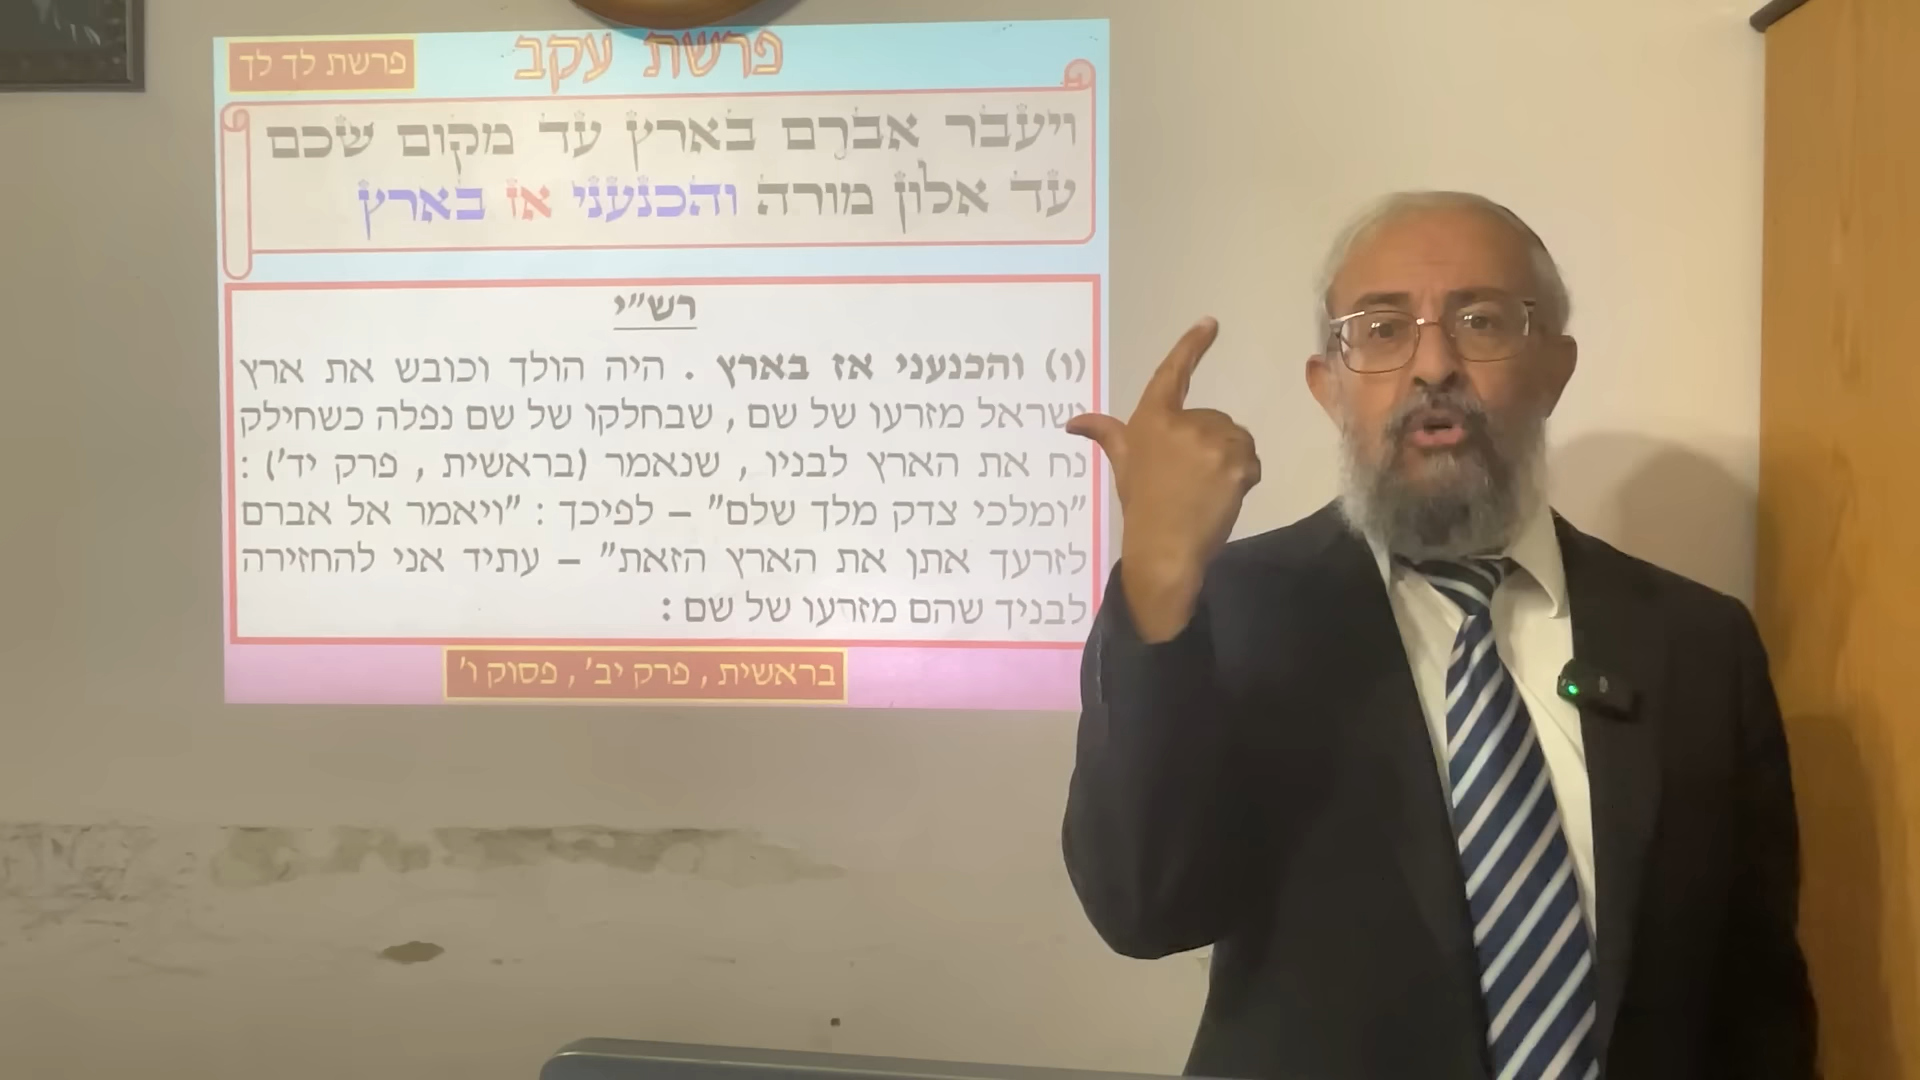 פרשת עקב
פרשת לך לך
ויעבר אברם בארץ עד מקום שכם
עד אלון מורה והכנעני אז בארץ
רש״י
(ו) והכנעני אז בארץ . היה הולך וכובש את ארץ
ישראל מזרעו של שם , שבחלקו של שם נפלה כשחילק
נח את הארץ לבניו , שנאמר (בראשית , פרק יד׳) :
״ומלכי צדק מלך שלם״ – לפיכך : ״ויאמר אל אברם
לזרעך אתן את הארץ הזאת״ – עתיד אני להחזירה
לבניך שהם מזרעו של שם :
בראשית , פרק יב׳ , פסוק ו׳